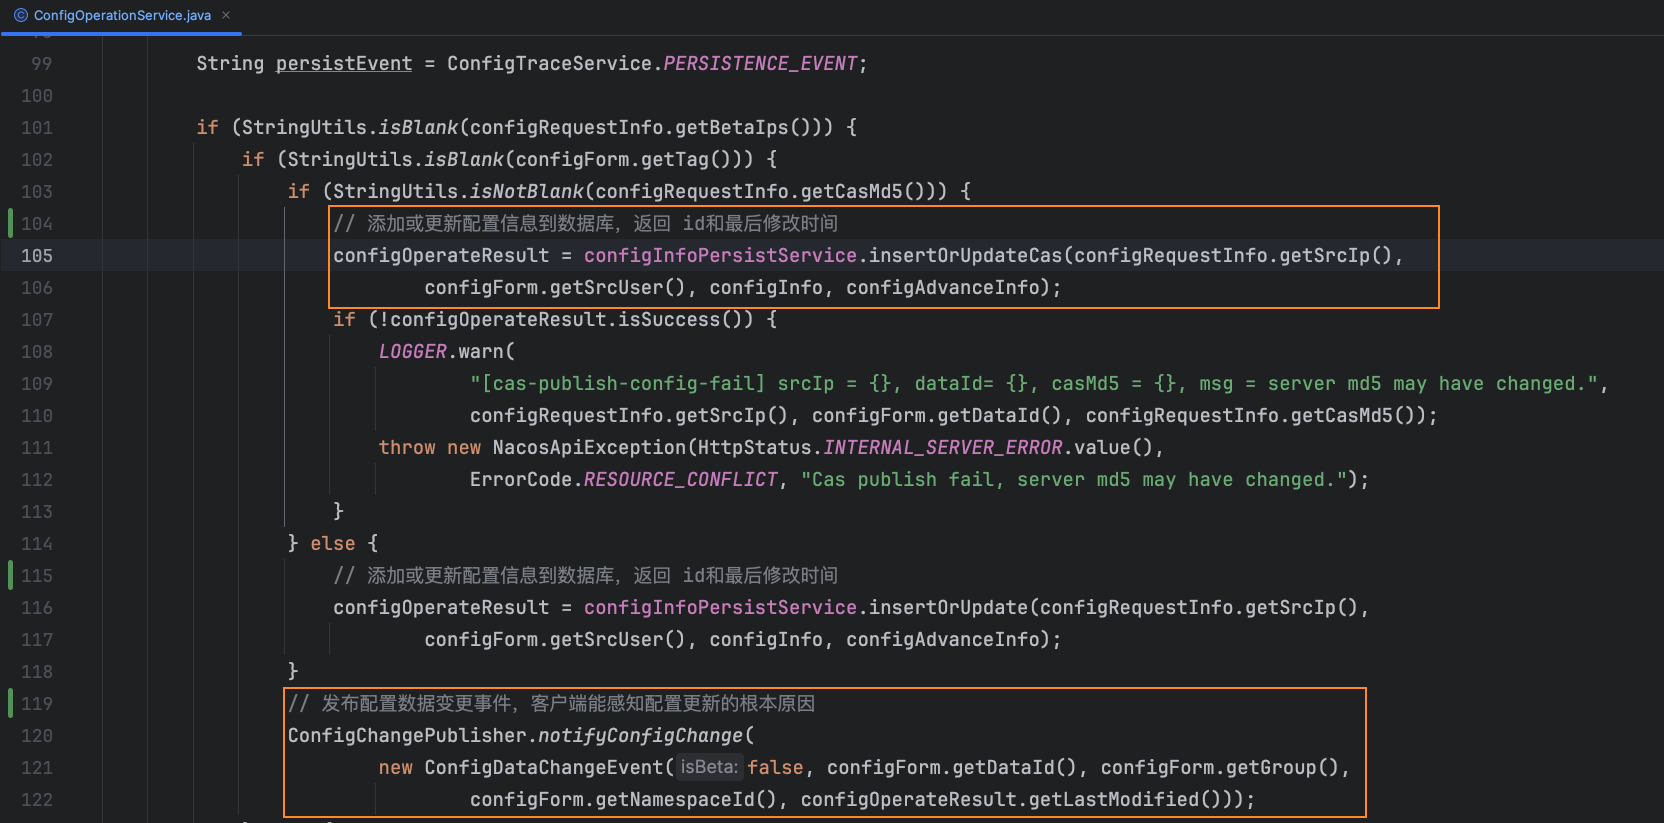 ConfigOperationService.java
99 String persistEvent = ConfigTraceService.PERSISTENCE_EVENT;
100
101 if (StringUtils.isBlank(configRequestInfo.getBetaIps())) {
102 if (StringUtils.isBlank(configForm.getTag())) {
103 if (StringUtils.isNotBlank(configRequestInfo.getCasMd5())) {
104 // 添加或更新配置信息到数据库，返回 id和最后修改时间
105 configOperateResult = configInfoPersistService.insertOrUpdateCas(configRequestInfo.getSrcIp(),
106 configForm.getSrcUser(), configInfo, configAdvanceInfo);
107 if (!configOperateResult.isSuccess()) {
108 LOGGER.warn(
109 "[cas-publish-config-fail] srcIp = {}, dataId= {}, casMd5 = {}, msg = server md5 may have changed.",
110 configRequestInfo.getSrcIp(), configForm.getDataId(), configRequestInfo.getCasMd5());
111 throw new NacosApiException(HttpStatus.INTERNAL_SERVER_ERROR.value(),
112 ErrorCode.RESOURCE_CONFLICT, "Cas publish fail, server md5 may have changed.");
113 }
114 } else {
115 // 添加或更新配置信息到数据库，返回 id和最后修改时间
116 configOperateResult = configInfoPersistService.insertOrUpdate(configRequestInfo.getSrcIp(),
117 configForm.getSrcUser(), configInfo, configAdvanceInfo);
118 }
119 // 发布配置数据变更事件，客户端能感知配置更新的根本原因
120 ConfigChangePublisher.notifyConfigChange(
121 new ConfigDataChangeEvent(isBeta: false, configForm.getDataId(), configForm.getGroup(),
122 configForm.getNamespaceId(), configOperateResult.getLastModified()));